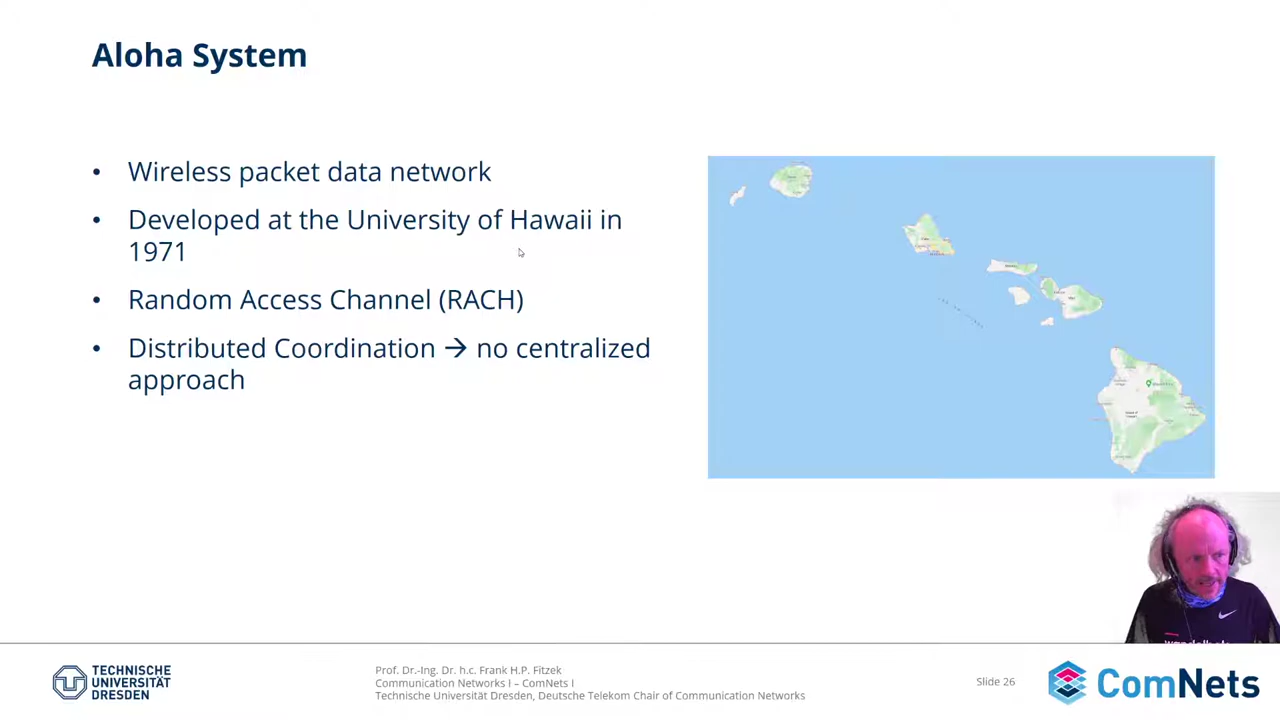 Aloha System
• Wireless packet data network
• Developed at the University of Hawaii in
1971
• Random Access Channel (RACH)
• Distributed Coordination → no centralized
approach
TECHNISCHE
UNIVERSITÄT
DRESDEN
Prof. Dr.-Ing. Dr. h.c. Frank H.P. Fitzek
Communication Networks I – ComNets I
Technische Universität Dresden, Deutsche Telekom Chair of Communication Networks
Slide 26
ComNets